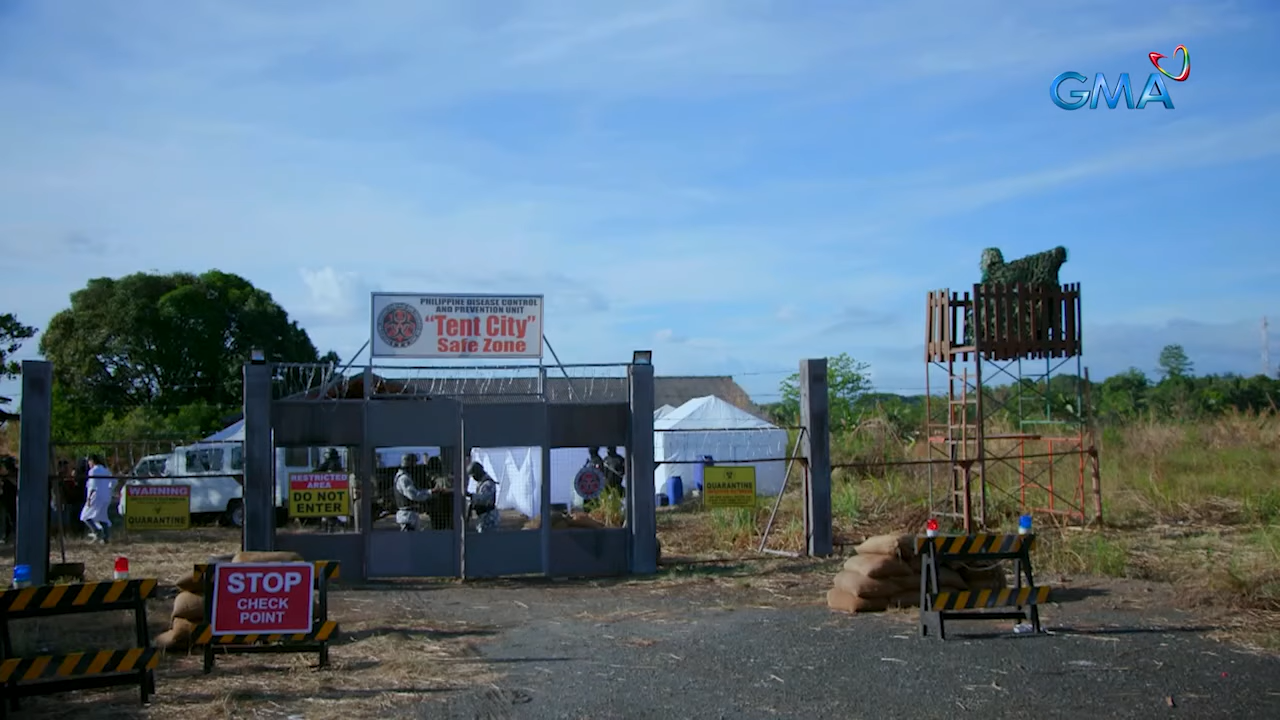 GMA
PHILIPPINE DISEASE CONTROL
AND PREVENTION UNIT
"Tent City"
Safe Zone
RESTRICTED
AREA
DO NOT
ENTER
WARNING
QUARANTINE
QUARANTINE
STOP
CHECK
POINT